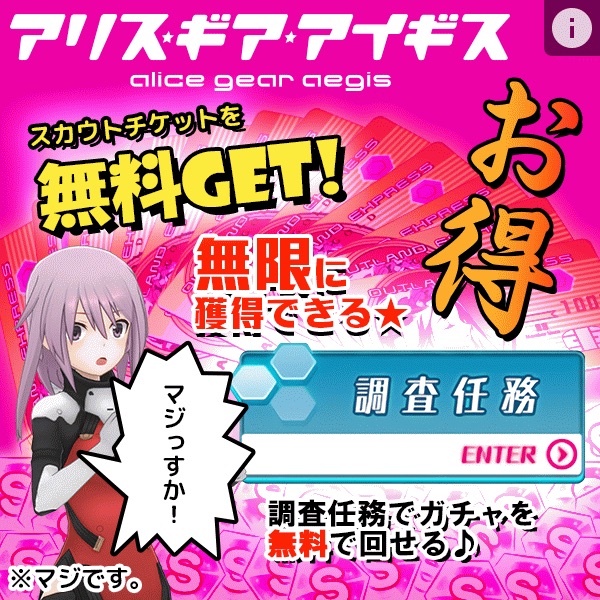 アリス★ギア★アイギス
alice gear aegis
スカウトチケットを
無料GET!
お得
無限に
獲得できる★
マジっすか!
調査任務
ENTER
調査任務でガチャを
無料で回せる♪
※マジです。
OUTLAND EXPRESS